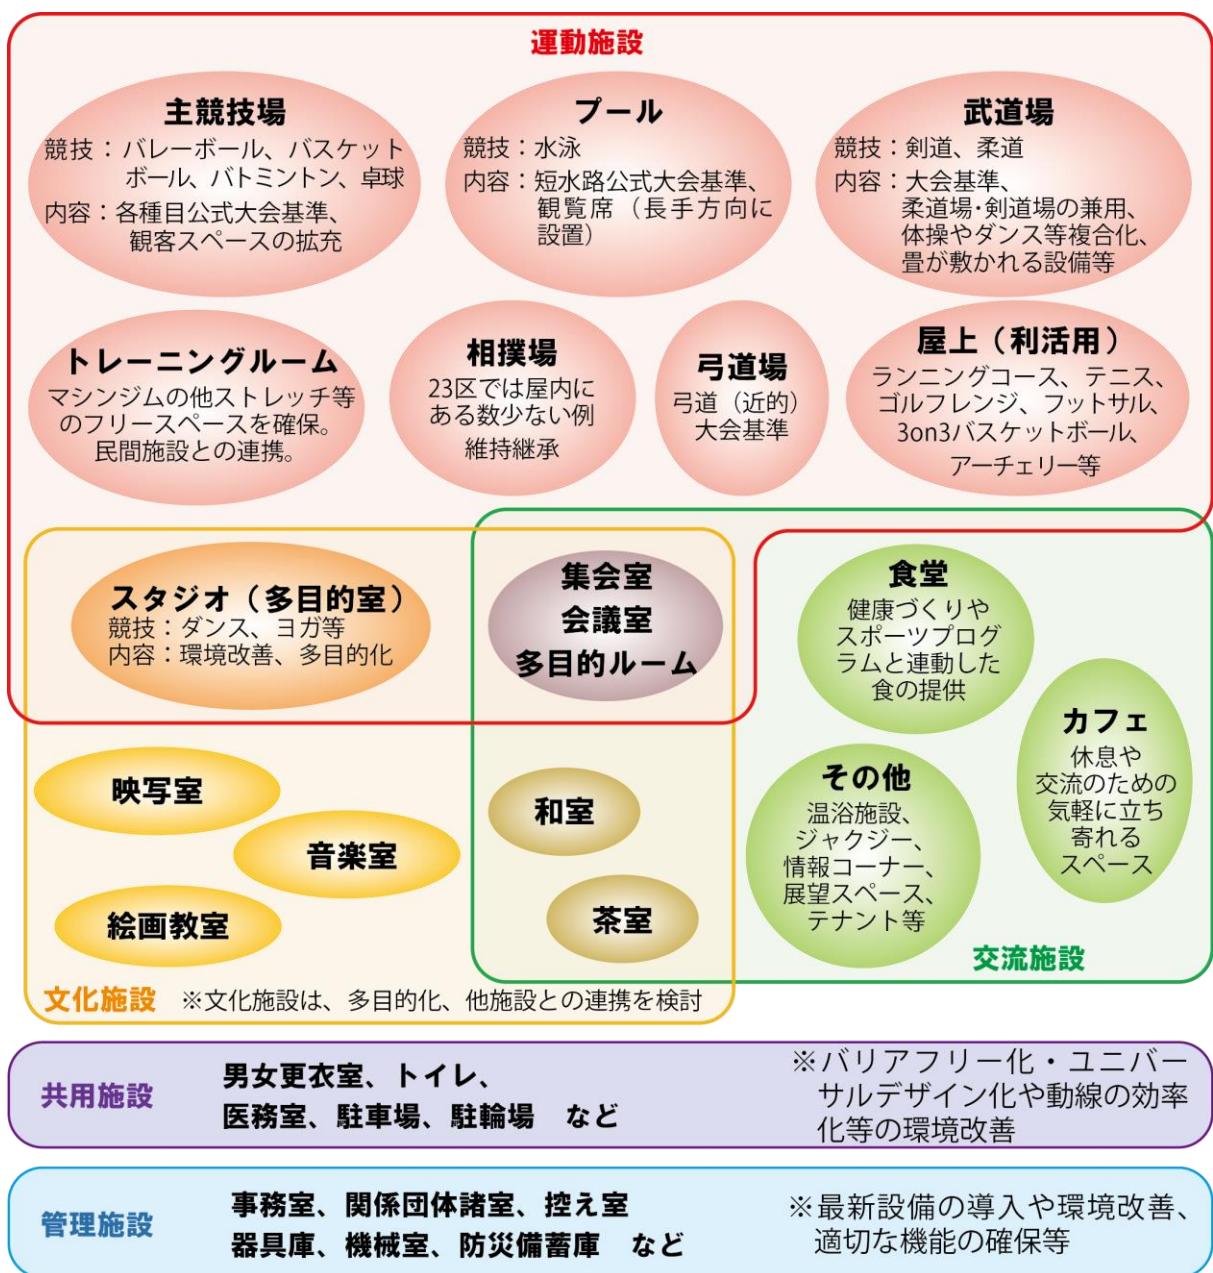 運動施設
主競技場
競技：バレーボール、バスケット
ボール、バトミントン、卓球
内容：各種目公式大会基準、
観客スペースの拡充
プール
競技：水泳
内容：短水路公式大会基準、
観覧席（長手方向に
設置）
武道場
競技：剣道、柔道
内容：大会基準、
柔道場・剣道場の兼用、
体操やダンス等複合化、
畳が敷かれる設備等
トレーニングルーム
マシンジムの他ストレッチ等
のフリースペースを確保。
民間施設との連携。
相撲場
23区では屋内に
ある数少ない例
維持継承
弓道場
弓道（近的）
大会基準
屋上（利活用）
ランニングコース、テニス、
ゴルフレンジ、フットサル、
3on3バスケットボール、
アーチェリー等
スタジオ（多目的室）
競技：ダンス、ヨガ等
内容：環境改善、多目的化
集会室
会議室
多目的ルーム
食堂
健康づくりや
スポーツプログ
ラムと連動した
食の提供
カフェ
休息や
交流のための
気軽に立ち
寄れる
スペース
その他
温浴施設、
ジャクジー、
情報コーナー、
展望スペース、
テナント等
映写室
音楽室
絵画教室
和室
茶室
交流施設
文化施設 ※文化施設は、多目的化、他施設との連携を検討
共用施設
男女更衣室、トイレ、
医務室、駐車場、駐輪場　など
※バリアフリー化・ユニバー
サルデザイン化や動線の効率
化等の環境改善
管理施設
事務室、関係団体諸室、控え室
器具庫、機械室、防災備蓄庫　など
※最新設備の導入や環境改善、
適切な機能の確保等